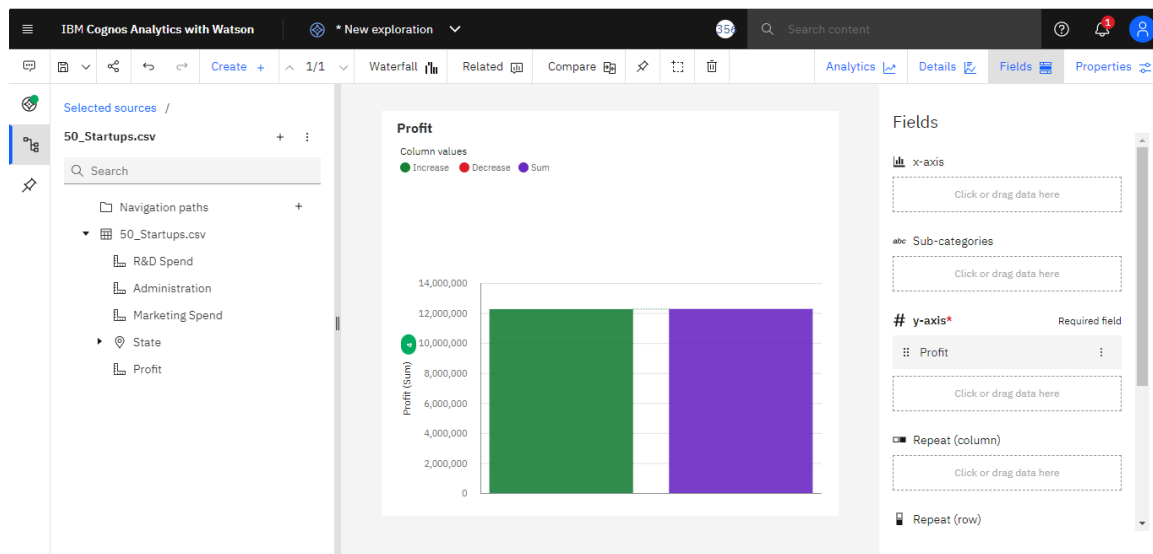 IBM Cognos Analytics with Watson
* New exploration
356
Search content
1
Create +
1/1
Waterfall
Related
Compare
Analytics
Details
Fields
Properties
Selected sources /
50_Startups.csv
Search
Navigation paths
50_Startups.csv
R&D Spend
Administration
Marketing Spend
State
Profit
Profit
Column values
Increase Decrease Sum
14,000,000
12,000,000
10,000,000
8,000,000
6,000,000
4,000,000
2,000,000
0
Profit (Sum)
Fields
x-axis
Click or drag data here
abc Sub-categories
Click or drag data here
# y-axis* Required field
Profit
Click or drag data here
Repeat (column)
Click or drag data here
Repeat (row)